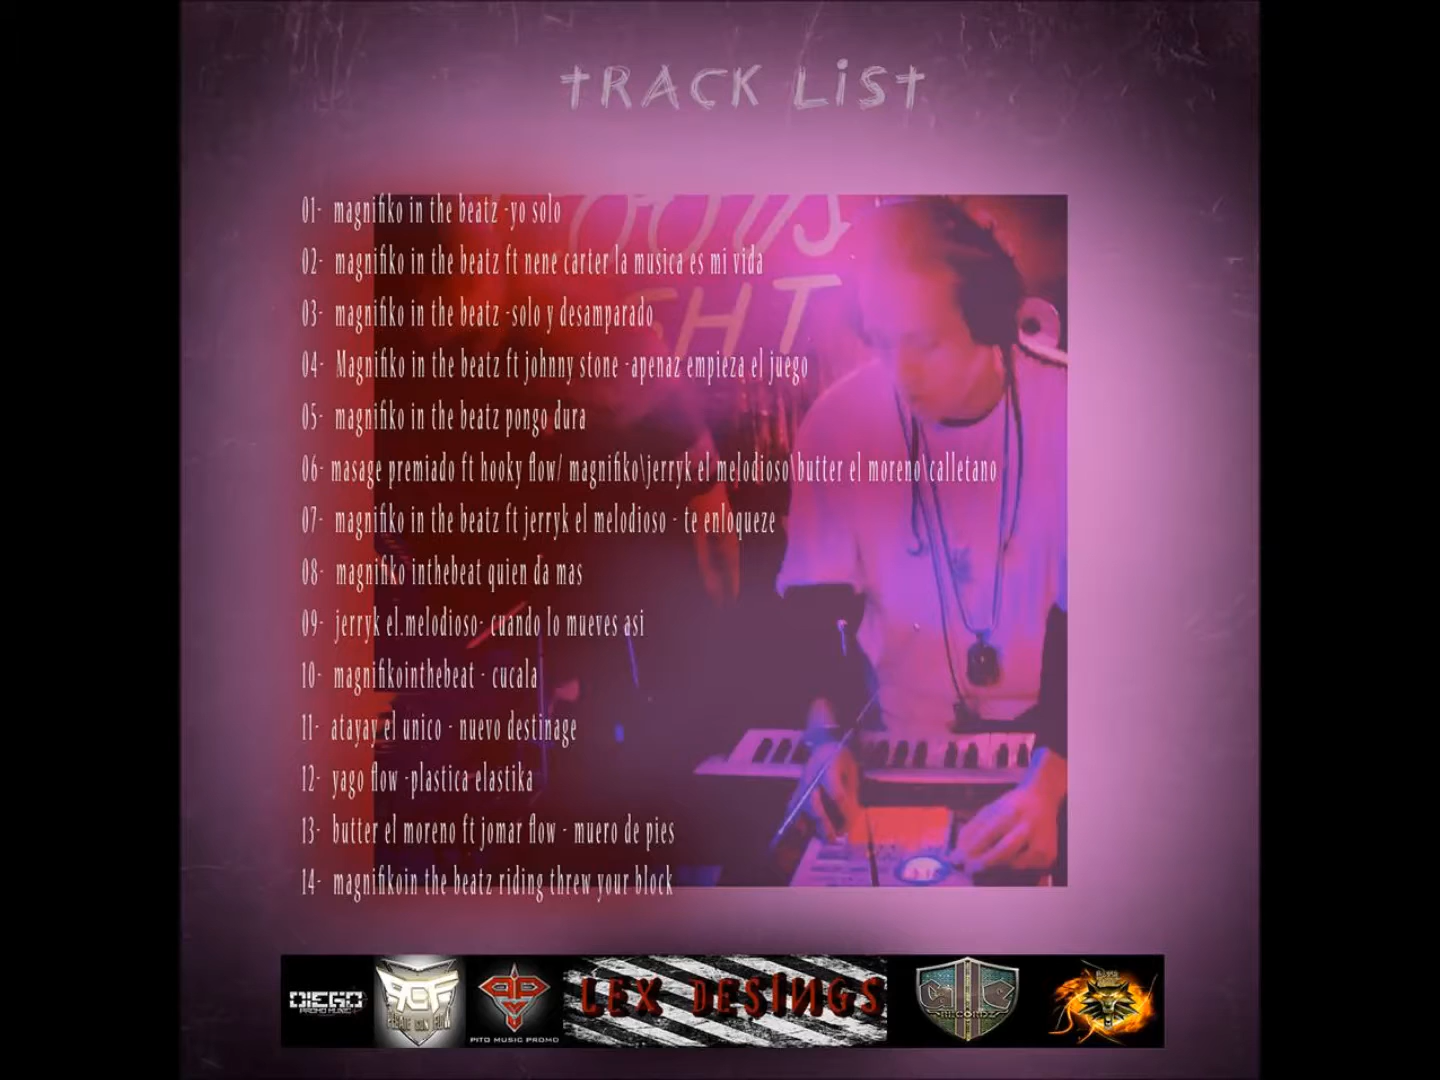 tRACK LiSt
OODS
GHT
01- magnifiko in the beatz -yo solo
02- magnifiko in the beatz ft nene carter la musica es mi vida
03- magnifiko in the beatz -solo y desamparado
04- Magnifiko in the beatz ft johnny stone -apenaz empieza el juego
05- magnifiko in the beatz pongo dura
06- masage premiado ft hooky flow/ magnifiko\jerryk el melodioso\butter el moreno\calletano
07- magnifiko in the beatz ft jerryk el melodioso - te enloqueze
08- magnifiko inthebeat quien da mas
09- jerryk el.melodioso- cuando lo mueves asi
10- magnifikointhebeat - cucala
11- atayay el unico - nuevo destinage
12- yago flow -plastica elastika
13- butter el moreno ft jomar flow - muero de pies
14- magnifikoin the beatz riding threw your block
DIEGO
PROMO MUSIC
PITO MUSIC PROMO
LEX DESINGS
RECORDZ